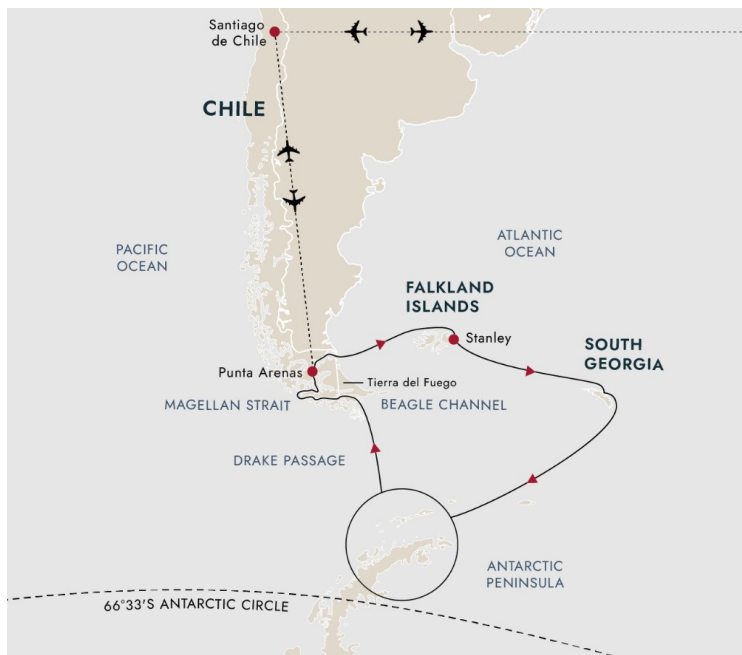 Santiago
de Chile
CHILE
PACIFIC
OCEAN
ATLANTIC
OCEAN
FALKLAND
ISLANDS
Stanley
SOUTH
GEORGIA
Punta Arenas
Tierra del Fuego
MAGELLAN STRAIT
BEAGLE CHANNEL
DRAKE PASSAGE
ANTARCTIC
PENINSULA
66°33'S ANTARCTIC CIRCLE